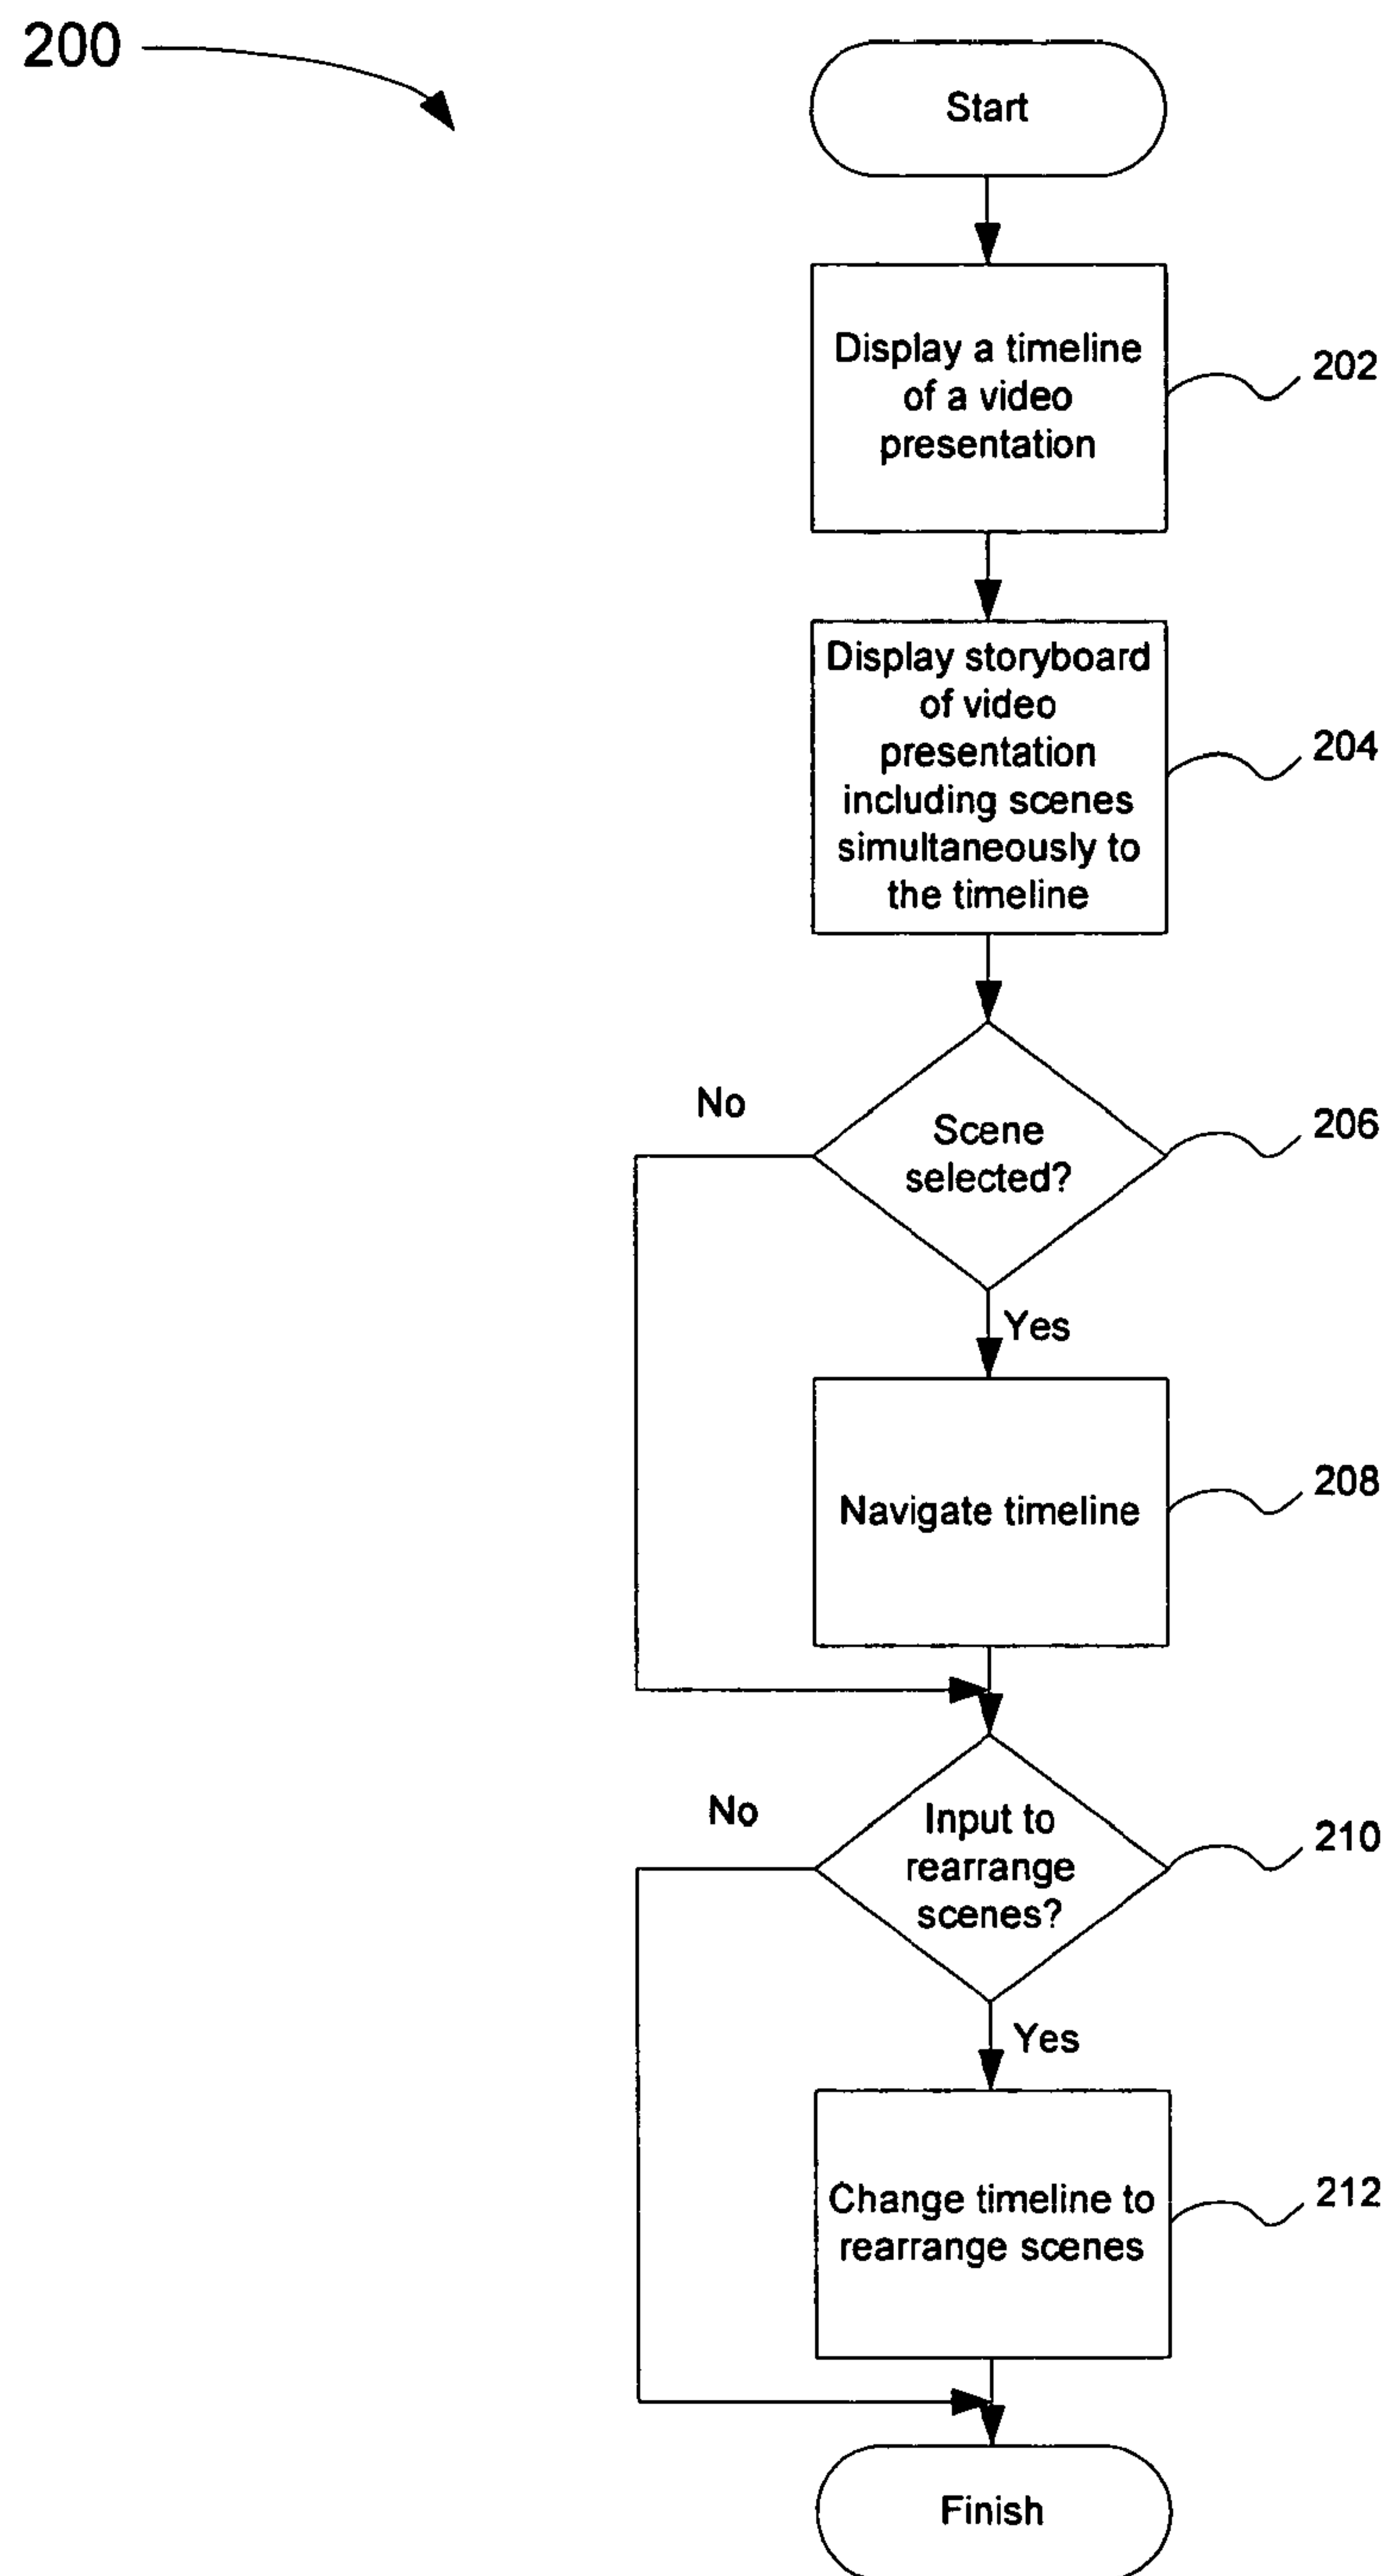 200
Start
Display a timeline
of a video
presentation
202
Display storyboard
of video
presentation
including scenes
simultaneously to
the timeline
204
No
Scene
selected?
206
Yes
Navigate timeline
208
No
Input to
rearrange
scenes?
210
Yes
Change timeline to
rearrange scenes
212
Finish